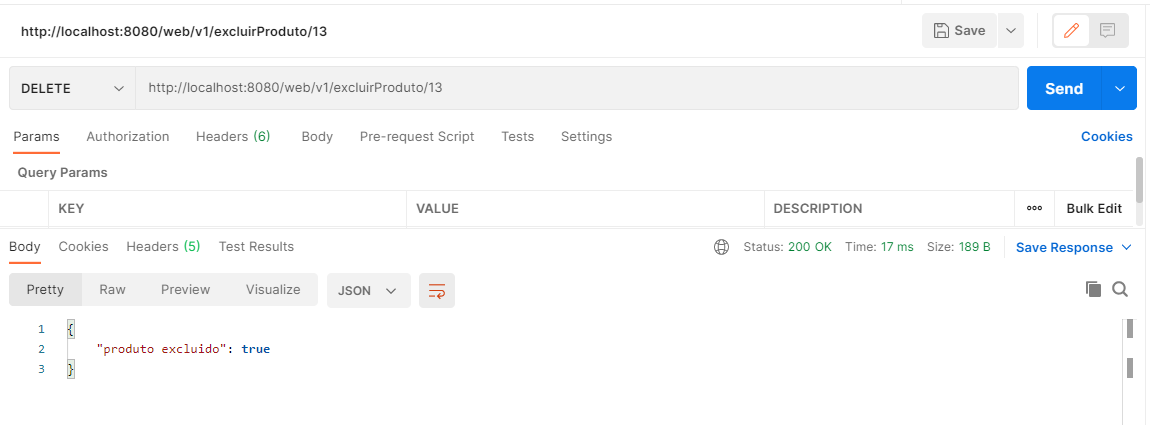 http://localhost:8080/web/v1/excluirProduto/13
Save
DELETE
http://localhost:8080/web/v1/excluirProduto/13
Send
Params Authorization Headers (6) Body Pre-request Script Tests Settings Cookies
Query Params
KEY VALUE DESCRIPTION ooo Bulk Edit
Body Cookies Headers (5) Test Results Status: 200 OK Time: 17 ms Size: 189 B Save Response
Pretty Raw Preview Visualize JSON
1 {
2 "produto excluido": true
3 }